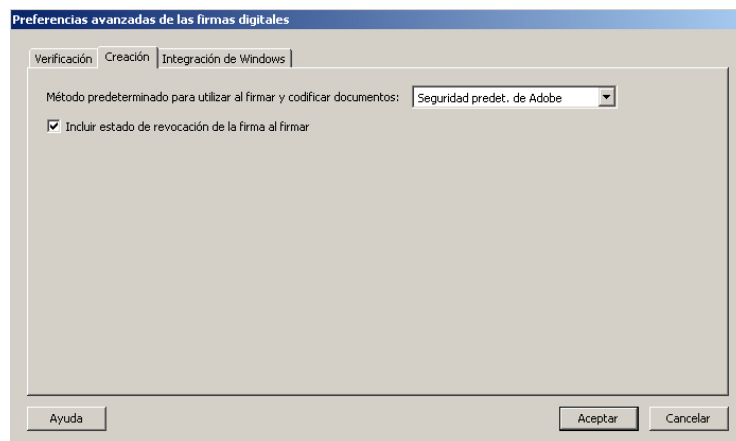 Preferencias avanzadas de las firmas digitales
Verificación Creación Integración de Windows
Método predeterminado para utilizar al firmar y codificar documentos: Seguridad predet. de Adobe
Incluir estado de revocación de la firma al firmar
Ayuda Aceptar Cancelar